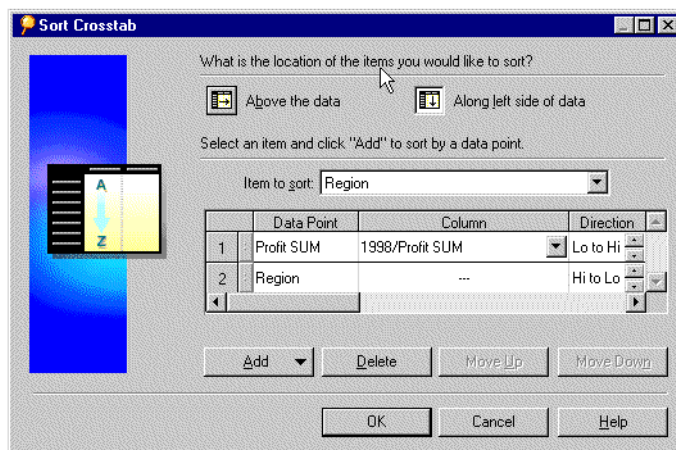 Sort Crosstab
What is the location of the items you would like to sort?
Above the data Along left side of data
Select an item and click "Add" to sort by a data point.
Item to sort: Region
Data Point Column Direction
1 Profit SUM 1998/Profit SUM Lo to Hi
2 Region --- Hi to Lo
A
Z
Add Delete Move Up Move Down
OK Cancel Help